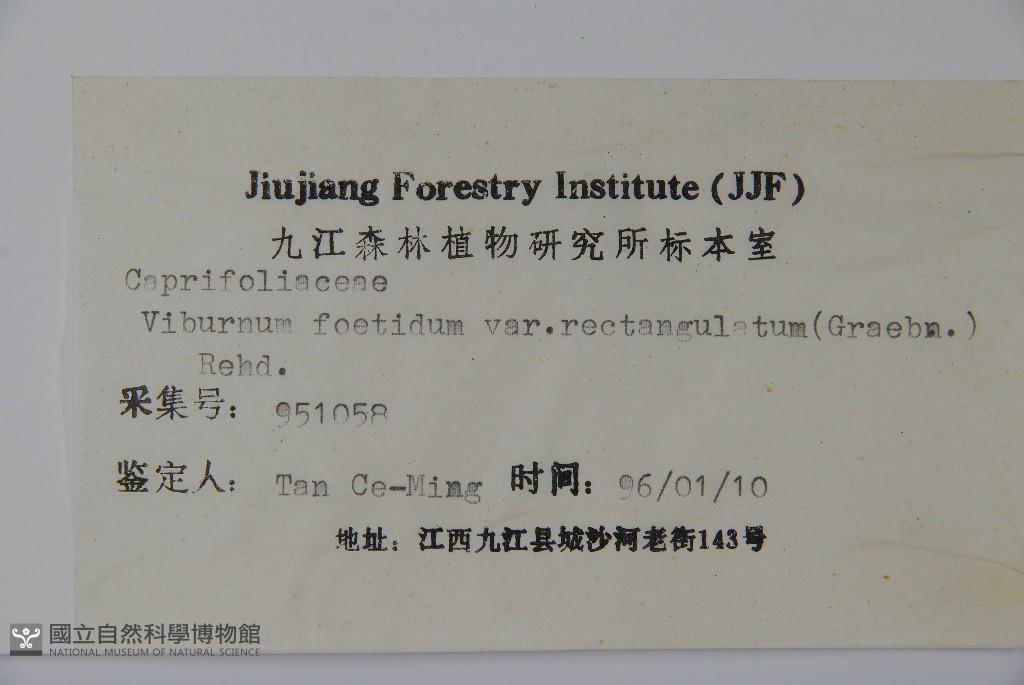 Jiujiang Forestry Institute (JJF)
九江森林植物研究所标本室
Caprifoliaceae
Viburnum foetidum var.rectangulatum(Graebn.)
Rehd.
采集号: 951058
鉴定人: Tan Ce-Ming 时间: 96/01/10
地址: 江西九江县城沙河老街143号
國立自然科學博物館
NATIONAL MUSEUM OF NATURAL SCIENCE